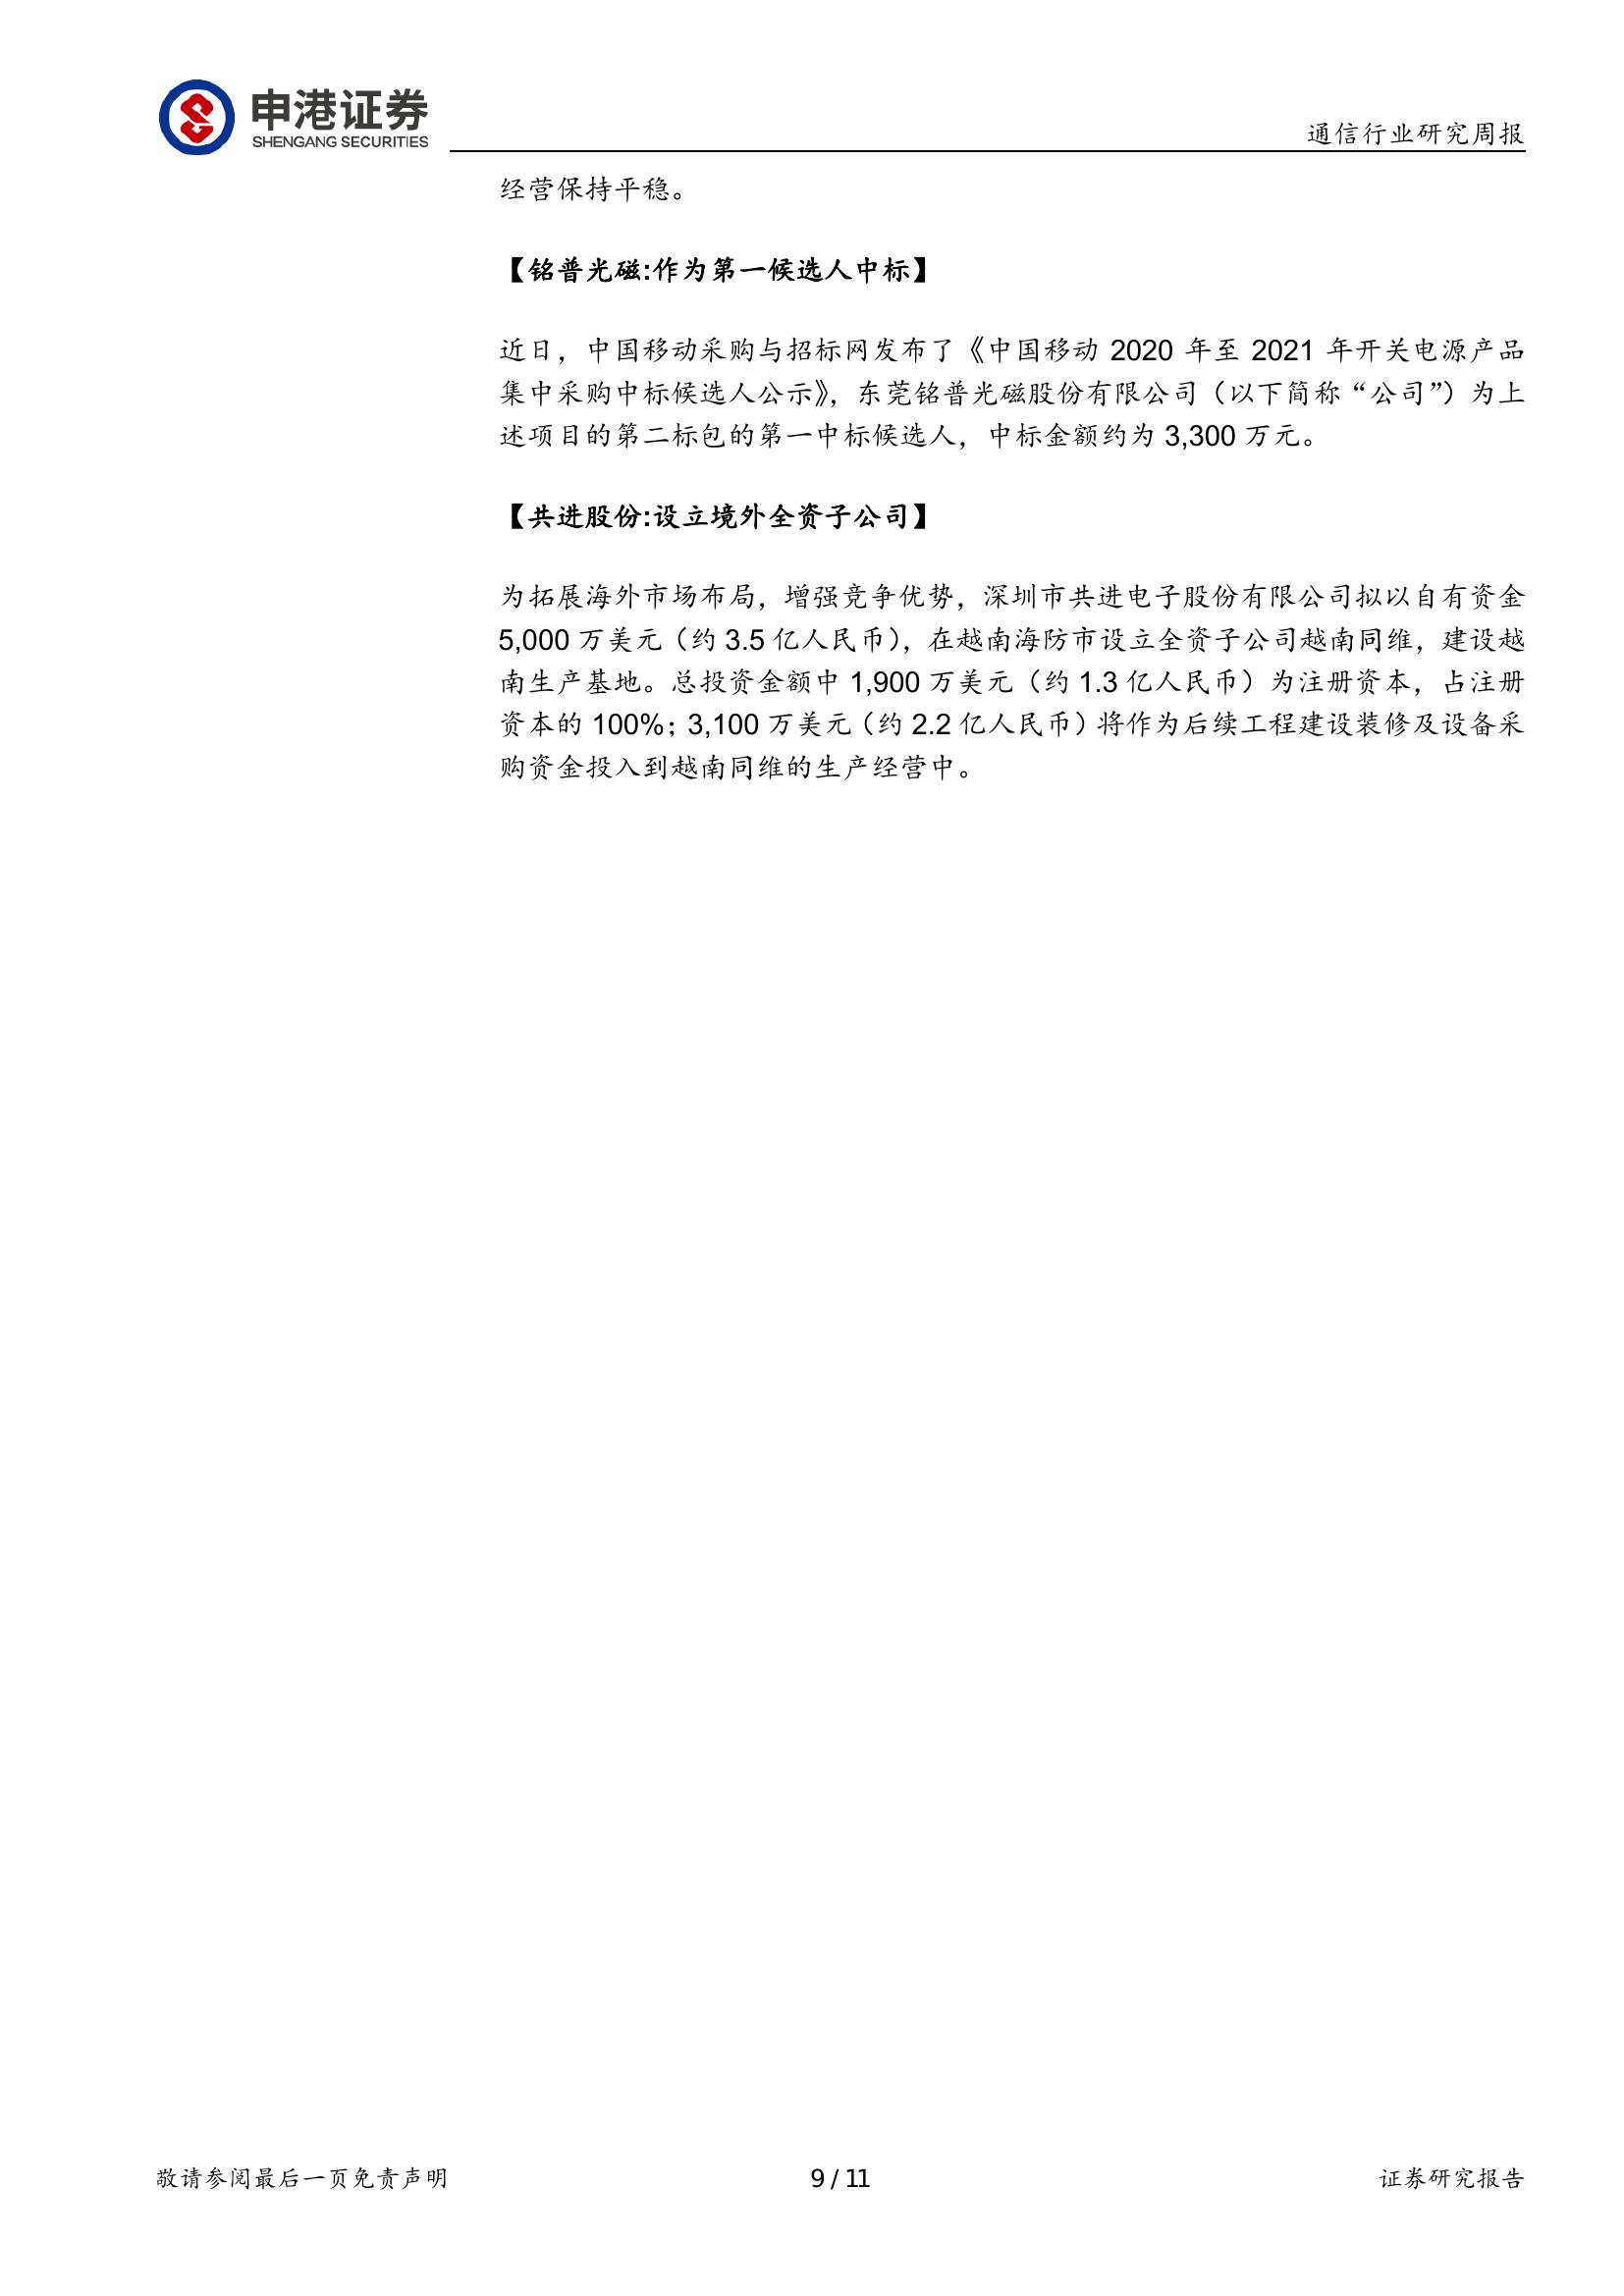 申港证券
SHENGANG SECURITIES
通信行业研究周报
经营保持平稳。
【铭普光磁:作为第一候选人中标】
近日，中国移动采购与招标网发布了《中国移动 2020 年至 2021 年开关电源产品
集中采购中标候选人公示》，东莞铭普光磁股份有限公司（以下简称“公司”）为上
述项目的第二标包的第一中标候选人，中标金额约为 3,300 万元。
【共进股份:设立境外全资子公司】
为拓展海外市场布局，增强竞争优势，深圳市共进电子股份有限公司拟以自有资金
5,000 万美元（约 3.5 亿人民币），在越南海防市设立全资子公司越南同维，建设越
南生产基地。总投资金额中 1,900 万美元（约 1.3 亿人民币）为注册资本，占注册
资本的 100%；3,100 万美元（约 2.2 亿人民币）将作为后续工程建设装修及设备采
购资金投入到越南同维的生产经营中。
敬请参阅最后一页免责声明
9 / 11
证券研究报告